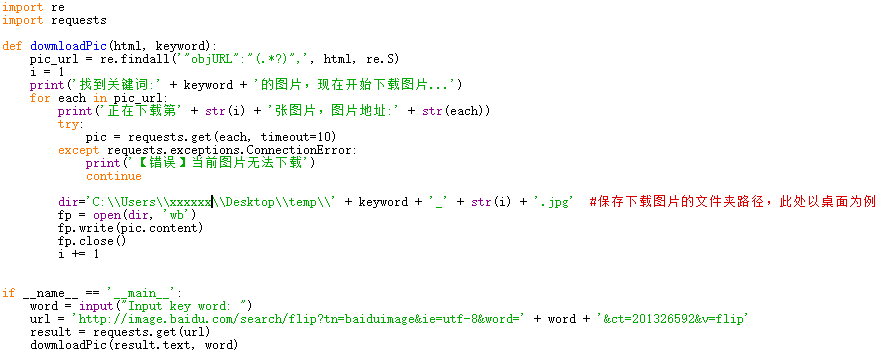 import re
import requests
def dowmloadPic(html, keyword):
pic_url = re.findall('"objURL":"(.*?)",', html, re.S)
i = 1
print('找到关键词:' + keyword + '的图片，现在开始下载图片...')
for each in pic_url:
print('正在下载第' + str(i) + '张图片，图片地址:' + str(each))
try:
pic = requests.get(each, timeout=10)
except requests.exceptions.ConnectionError:
print('【错误】当前图片无法下载')
continue
dir='C:\\Users\\xxxxxx\\Desktop\\temp\\' + keyword + '_' + str(i) + '.jpg' #保存下载图片的文件夹路径，此处以桌面为例
fp = open(dir, 'wb')
fp.write(pic.content)
fp.close()
i += 1
if __name__ == '__main__':
word = input("Input key word: ")
url = 'http://image.baidu.com/search/flip?tn=baiduimage&ie=utf-8&word=' + word + '&ct=201326592&v=flip'
result = requests.get(url)
dowmloadPic(result.text, word)